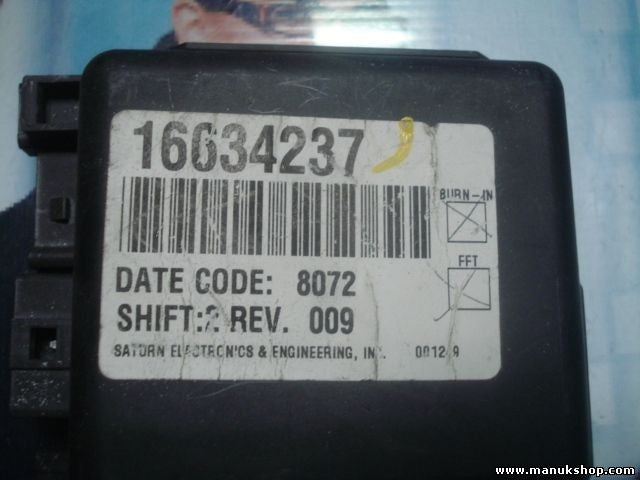 16634237
BURN-IN
FFT
DATE CODE: 8072
SHIFT:2 REV. 009
SATURN ELECTRONICS & ENGINEERING, INC.
www.manukshop.com